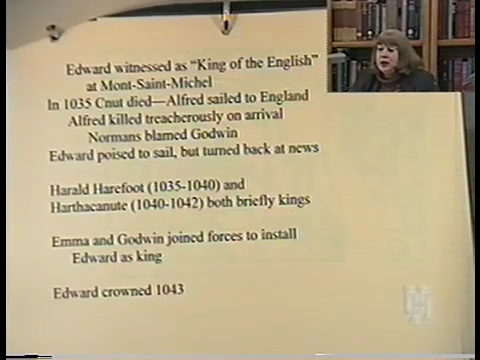 Edward witnessed as “King of the English”
at Mont-Saint-Michel
In 1035 Cnut died—Alfred sailed to England
Alfred killed treacherously on arrival
Normans blamed Godwin
Edward poised to sail, but turned back at news
Harald Harefoot (1035-1040) and
Harthacanute (1040-1042) both briefly kings
Emma and Godwin joined forces to install
Edward as king
Edward crowned 1043